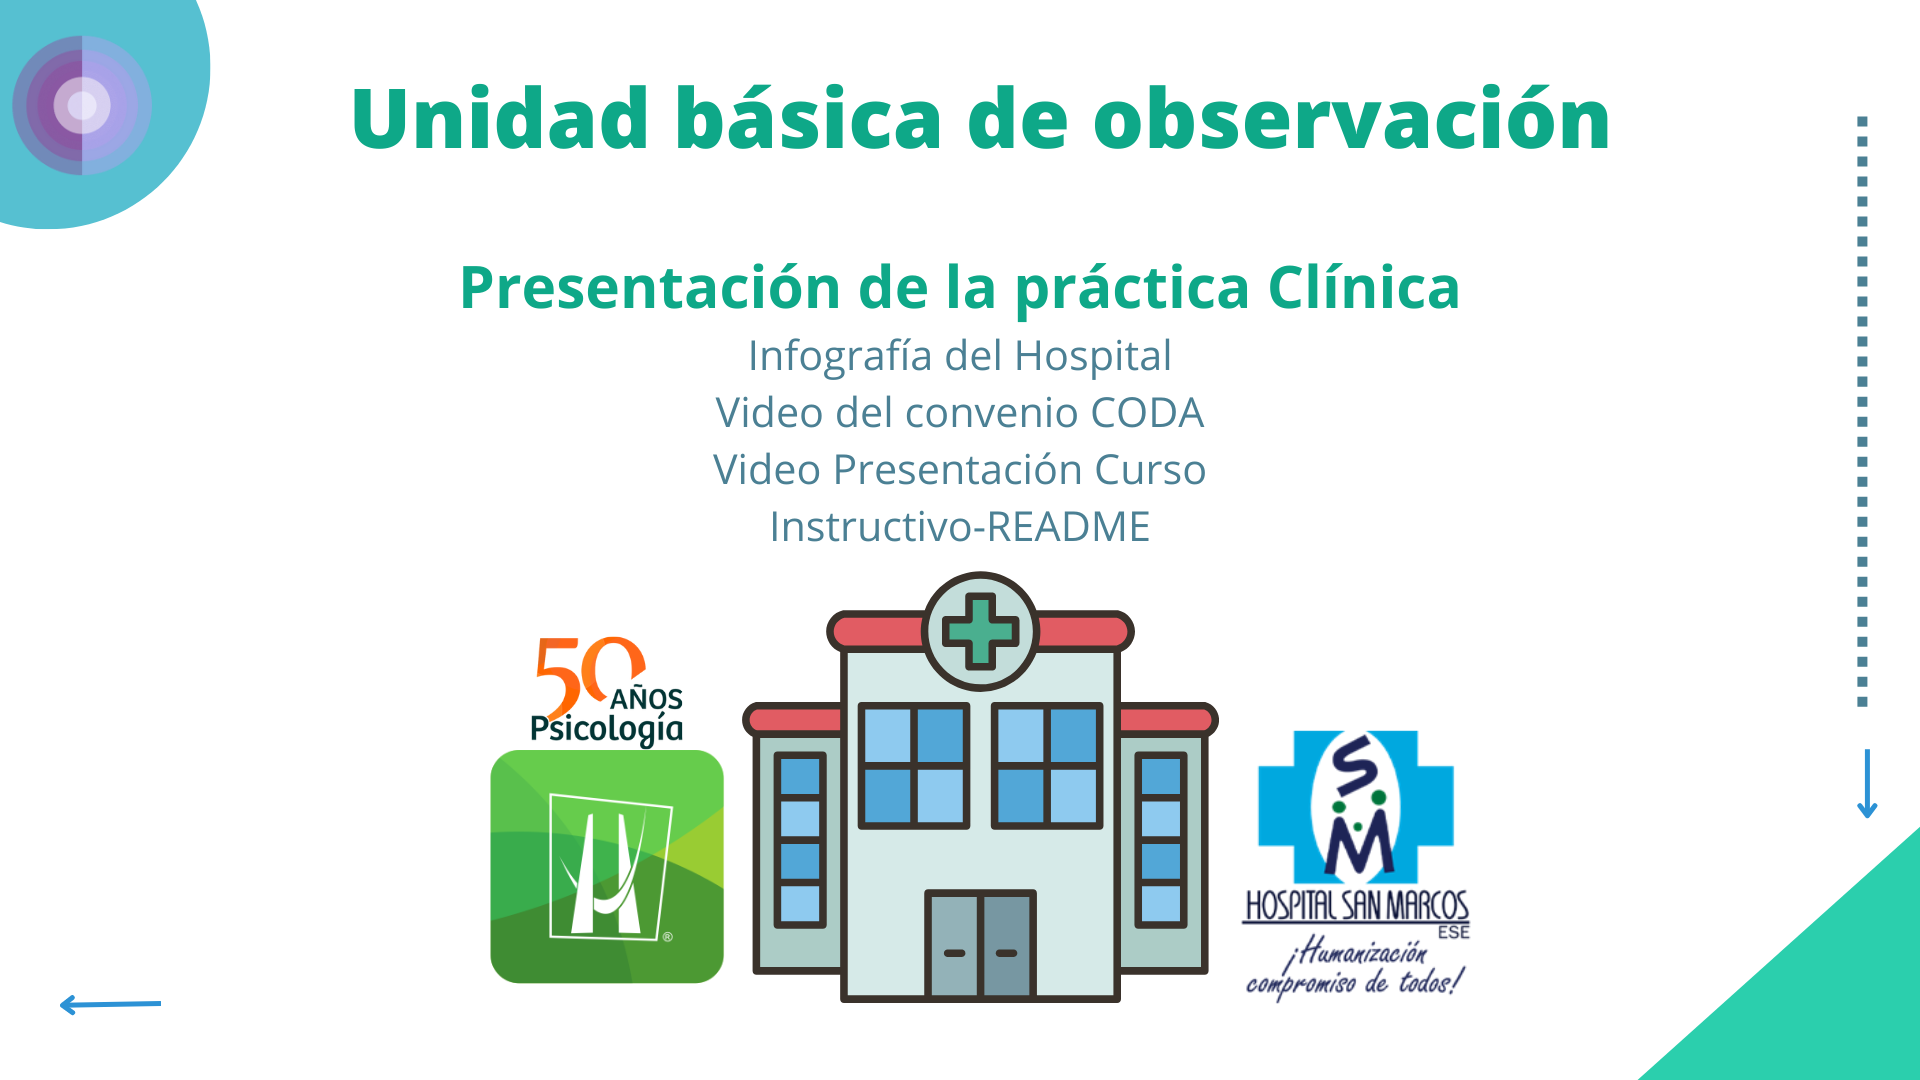 Unidad básica de observación
Presentación de la práctica Clínica
Infografía del Hospital
Video del convenio CODA
Video Presentación Curso
Instructivo-README
50
AÑOS
Psicología
®
SM
HOSPITAL SAN MARCOS
ESE
¡Humanización
compromiso de todos!